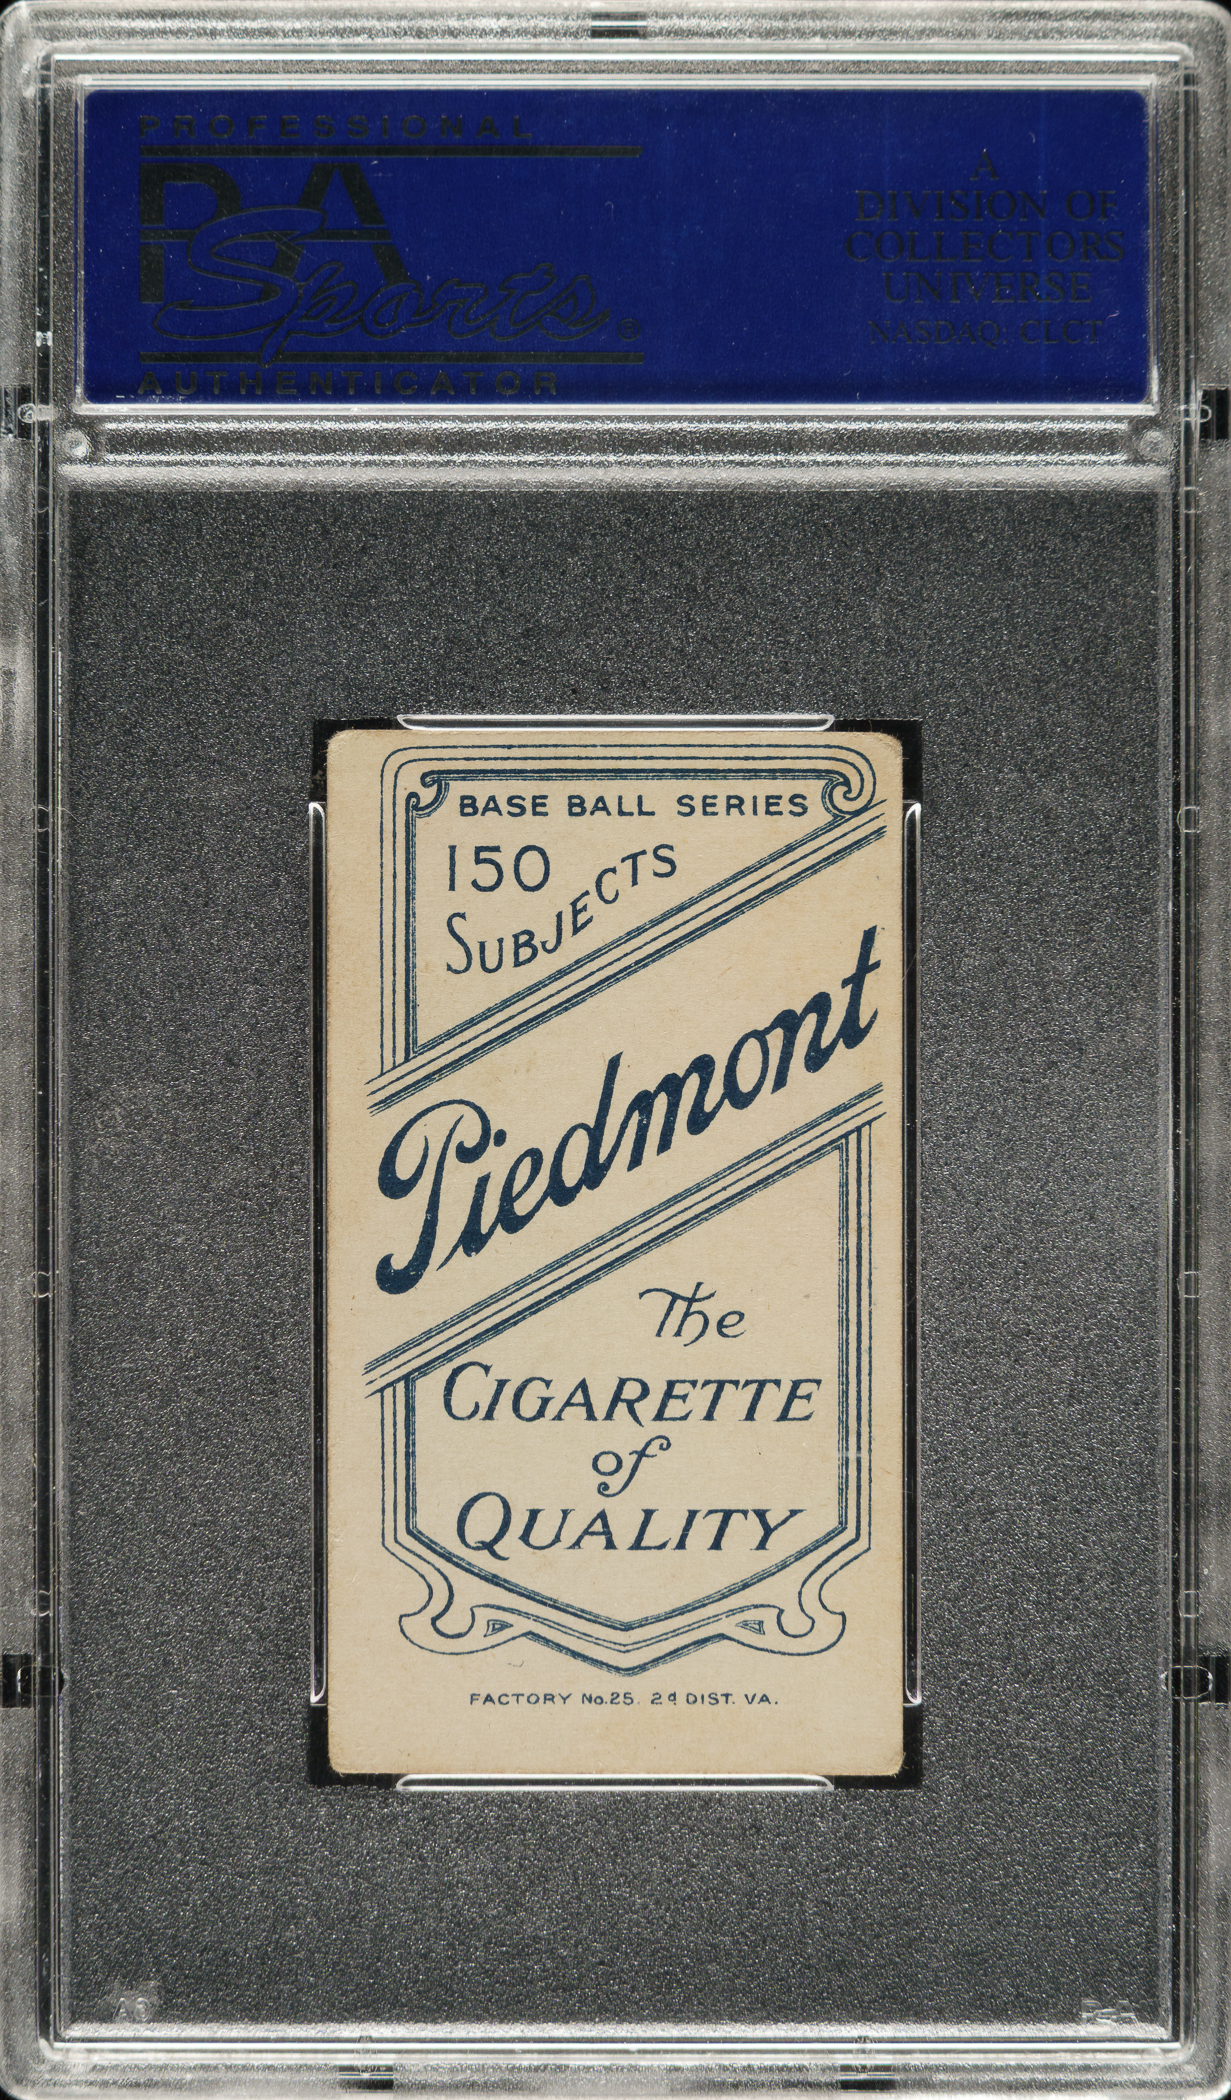 PROFESSIONAL
PSA
Sports®
AUTHENTICATOR
A
DIVISION OF
COLLECTORS
UNIVERSE
NASDAQ: CLCT
BASE BALL SERIES
150
SUBJECTS
Piedmont
The
CIGARETTE
of
QUALITY
FACTORY No.25. 2d DIST. VA.
PSA